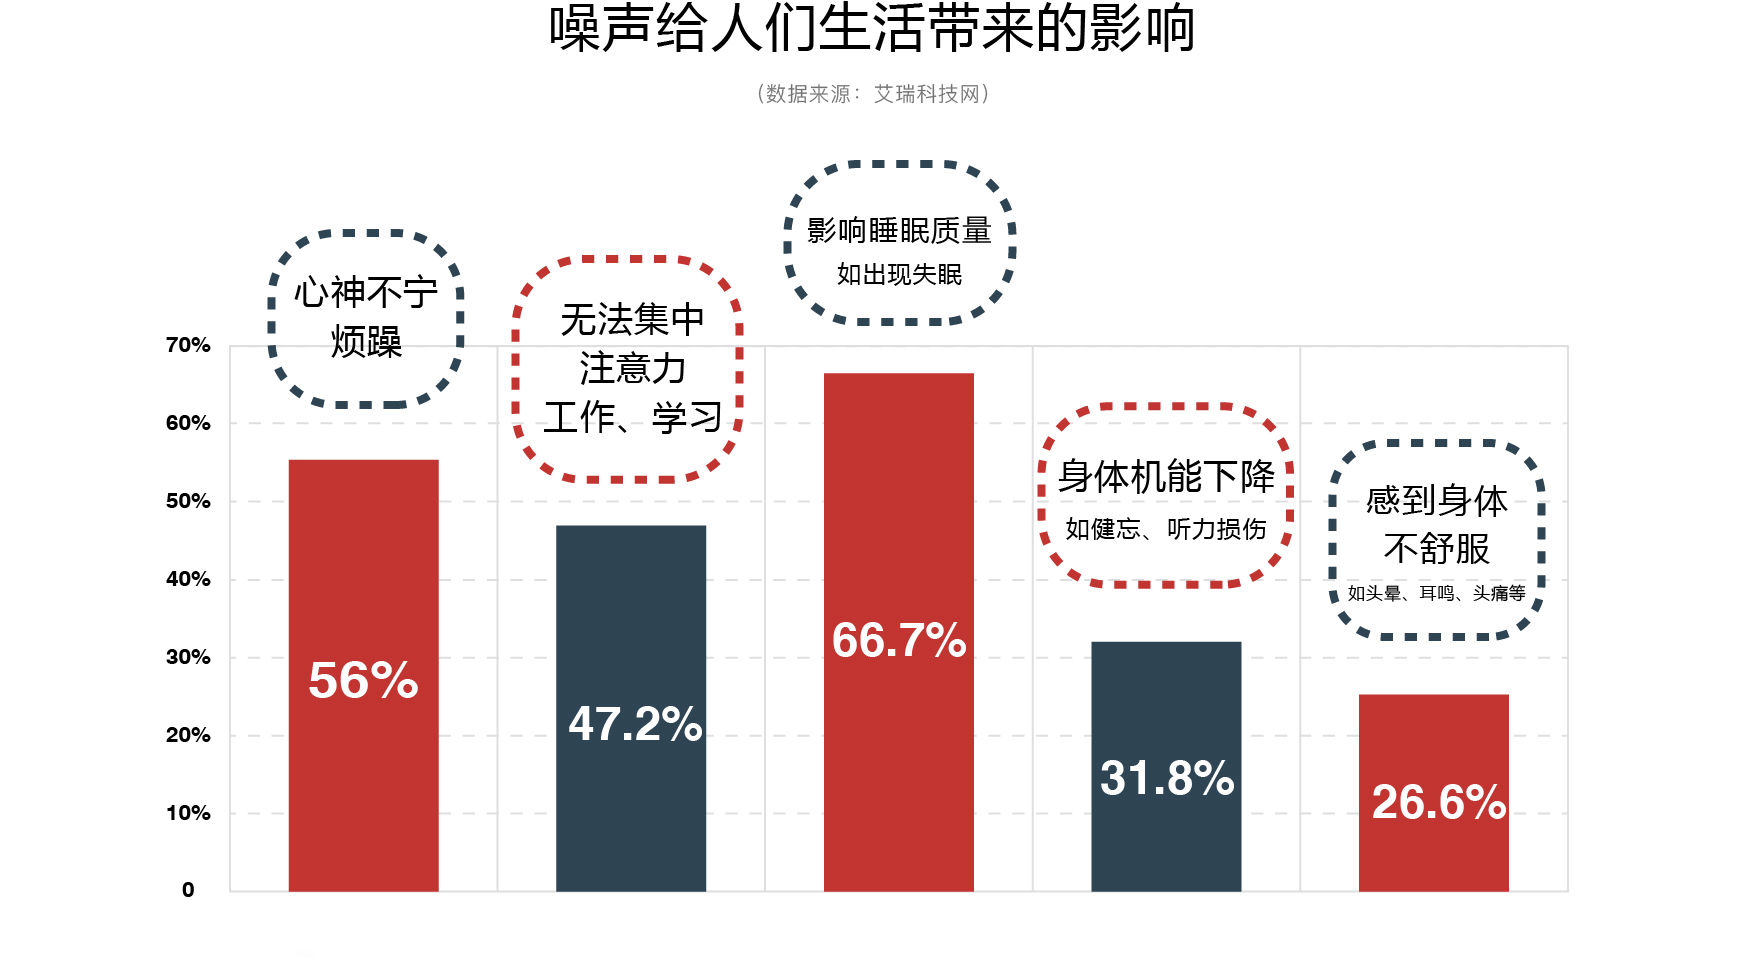 噪声给人们生活带来的影响
（数据来源：艾瑞科技网）
影响睡眠质量
如出现失眠
心神不宁
烦躁
无法集中
注意力
工作、学习
身体机能下降
如健忘、听力损伤
感到身体
不舒服
如头晕、耳鸣、头痛等
70%
60%
50%
40%
30%
20%
10%
0
56%
47.2%
66.7%
31.8%
26.6%